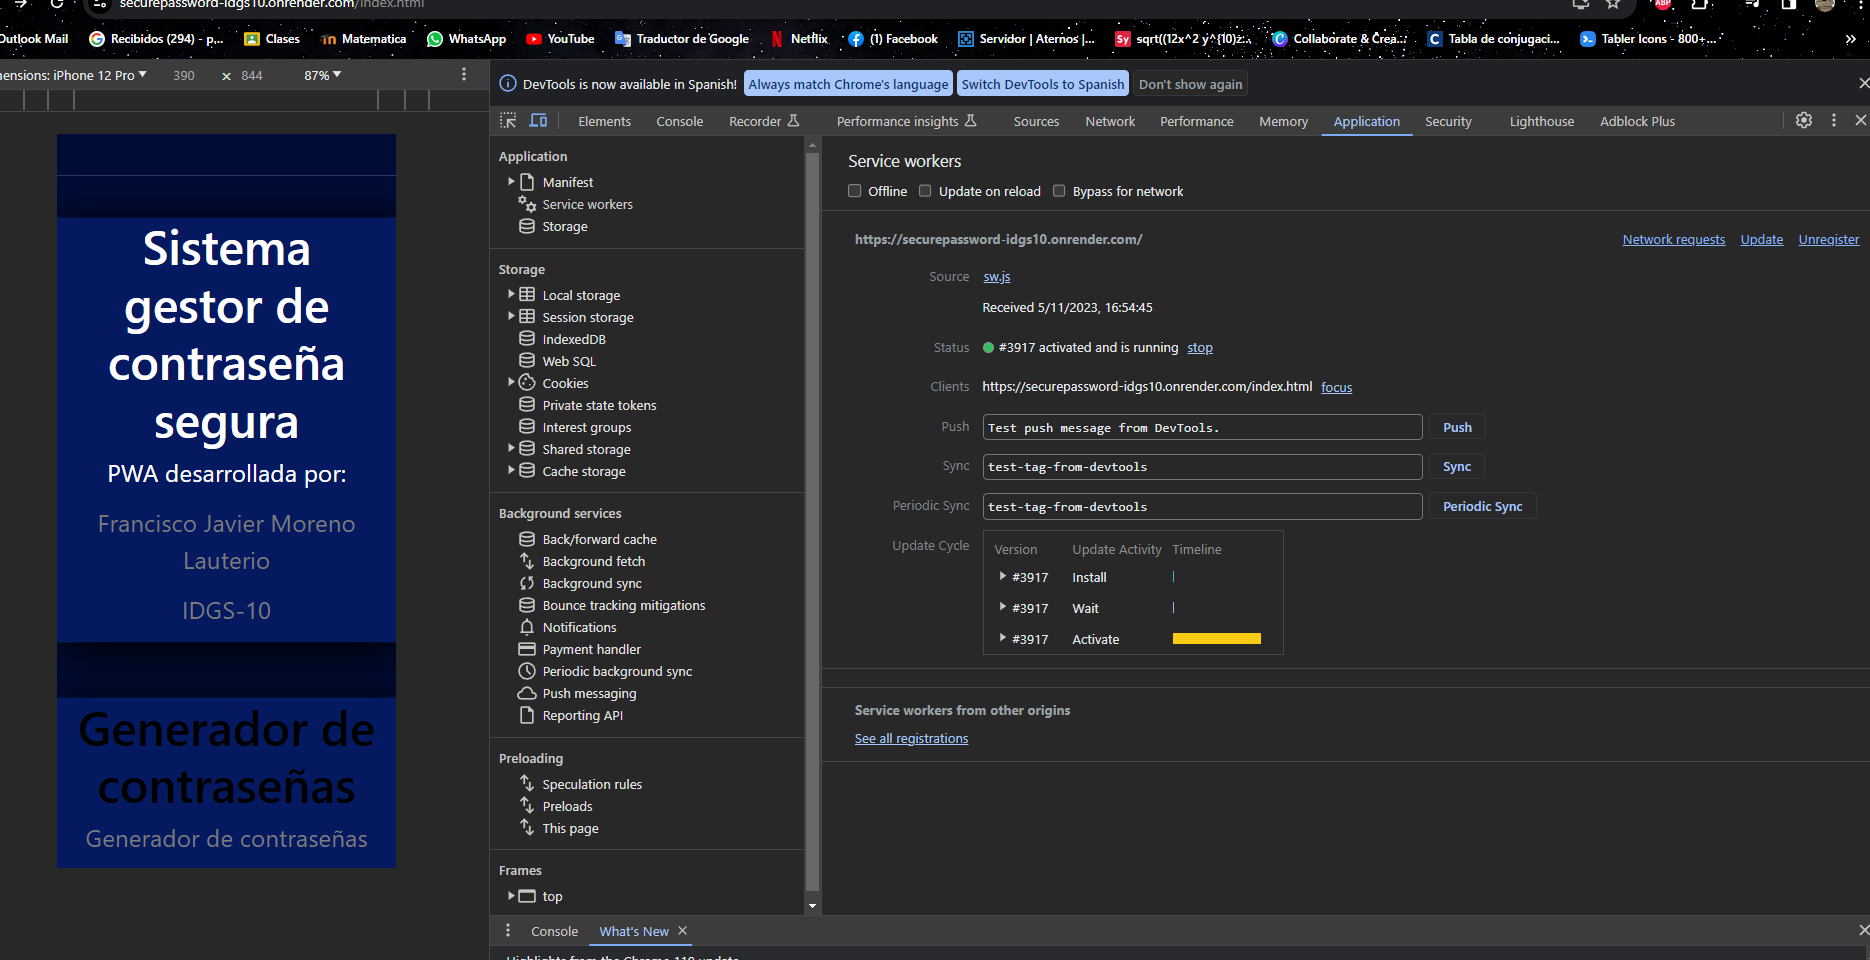 securepassword-idgs10.onrender.com/index.html
Outlook Mail
Recibidos (294) - p...
Clases
Matematica
WhatsApp
YouTube
Traductor de Google
Netflix
(1) Facebook
Servidor | Aternos |...
sqrt((12x^2 y^{10}z...
Collaborate & Crea...
Tabla de conjugaci...
Tabler Icons - 800+...
»
ensions: iPhone 12 Pro ▼ 390 × 844 87% ▼
DevTools is now available in Spanish! Always match Chrome's language Switch DevTools to Spanish Don't show again
Elements Console Recorder Performance insights Sources Network Performance Memory Application Security Lighthouse Adblock Plus
Sistema
gestor de
contraseña
segura
PWA desarrollada por:
Francisco Javier Moreno
Lauterio
IDGS-10
Generador de
contraseñas
Generador de contraseñas
Application
Manifest
Service workers
Storage
Storage
Local storage
Session storage
IndexedDB
Web SQL
Cookies
Private state tokens
Interest groups
Shared storage
Cache storage
Background services
Back/forward cache
Background fetch
Background sync
Bounce tracking mitigations
Notifications
Payment handler
Periodic background sync
Push messaging
Reporting API
Preloading
Speculation rules
Preloads
This page
Frames
top
Service workers
Offline Update on reload Bypass for network
https://securepassword-idgs10.onrender.com/ Network requests Update Unregister
Source sw.js
Received 5/11/2023, 16:54:45
Status #3917 activated and is running stop
Clients https://securepassword-idgs10.onrender.com/index.html focus
Push Test push message from DevTools. Push
Sync test-tag-from-devtools Sync
Periodic Sync test-tag-from-devtools Periodic Sync
Update Cycle Version Update Activity Timeline
#3917 Install
#3917 Wait
#3917 Activate
Service workers from other origins
See all registrations
Console What's New
Highlights from the Chrome 119 update